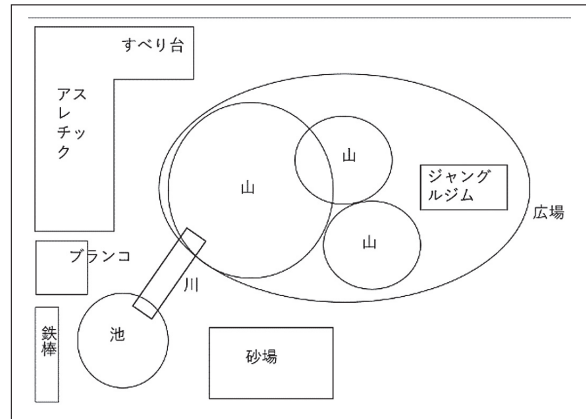 すべり台
アス
レ
チッ
ク
山
山
ジャング
ルジム
広場
山
ブランコ
川
鉄
棒
池
砂場